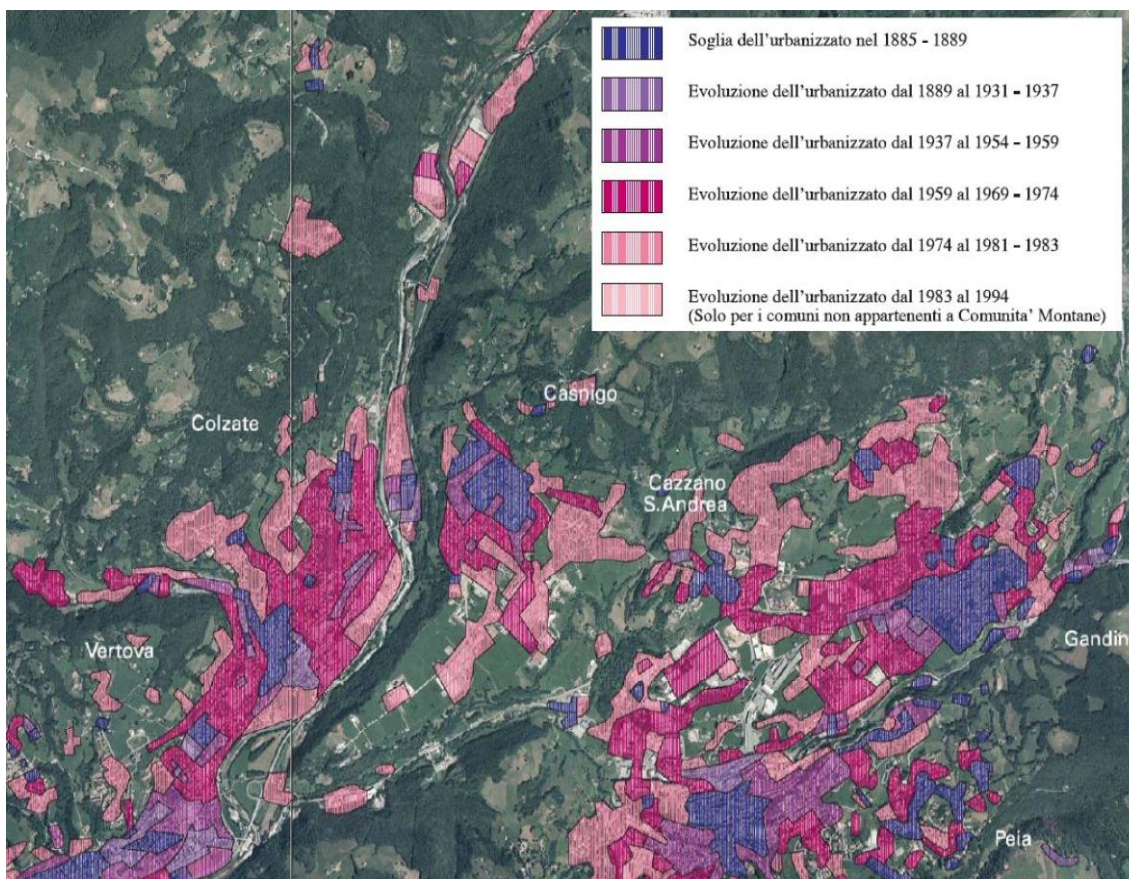 Soglia dell'urbanizzato nel 1885 - 1889
Evoluzione dell'urbanizzato dal 1889 al 1931 - 1937
Evoluzione dell'urbanizzato dal 1937 al 1954 - 1959
Evoluzione dell'urbanizzato dal 1959 al 1969 - 1974
Evoluzione dell'urbanizzato dal 1974 al 1981 - 1983
Evoluzione dell'urbanizzato dal 1983 al 1994
(Solo per i comuni non appartenenti a Comunita' Montane)
Casnigo
Colzate
Cazzano
S.Andrea
Vertova
Gandin
Peia